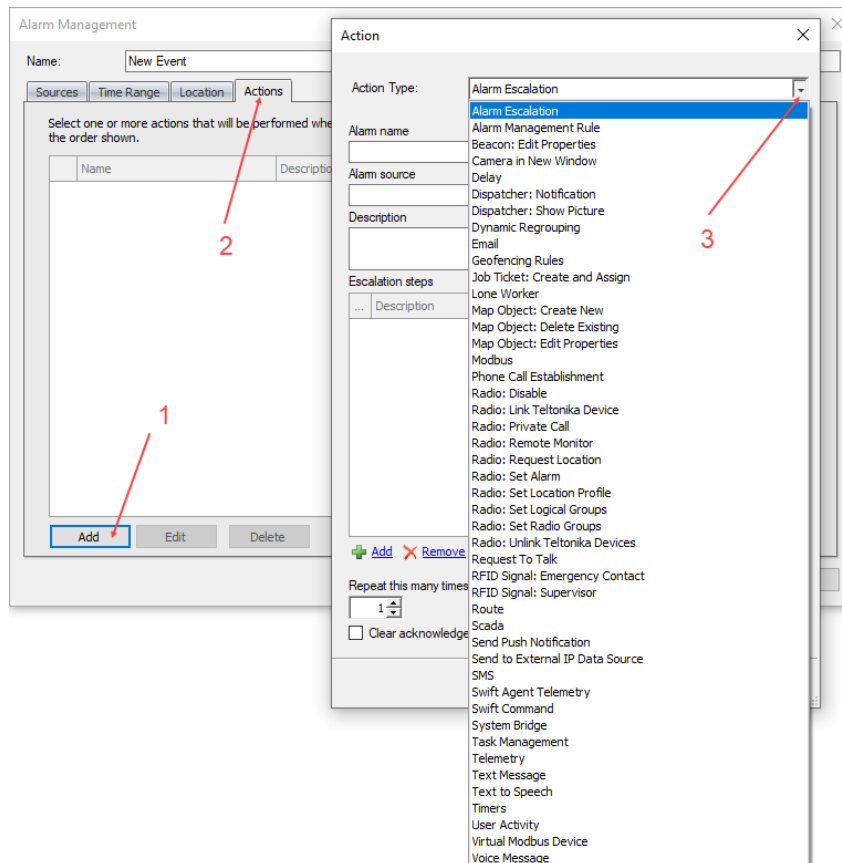 Alarm Management
Name:
New Event
Sources
Time Range
Location
Actions
Select one or more actions that will be performed whe
the order shown.
Name
Descriptio
2
1
Add
Edit
Delete
Action
Action Type:
Alarm Escalation
Alarm name
Alarm source
Description
Escalation steps
... Description
Add
Remove
Repeat this many times
1
Clear acknowledge
Alarm Escalation
Alarm Management Rule
Beacon: Edit Properties
Camera in New Window
Delay
Dispatcher: Notification
Dispatcher: Show Picture
Dynamic Regrouping
3
Email
Geofencing Rules
Job Ticket: Create and Assign
Lone Worker
Map Object: Create New
Map Object: Delete Existing
Map Object: Edit Properties
Modbus
Phone Call Establishment
Radio: Disable
Radio: Link Teltonika Device
Radio: Private Call
Radio: Remote Monitor
Radio: Request Location
Radio: Set Alarm
Radio: Set Location Profile
Radio: Set Logical Groups
Radio: Set Radio Groups
Radio: Unlink Teltonika Devices
Request To Talk
RFID Signal: Emergency Contact
RFID Signal: Supervisor
Route
Scada
Send Push Notification
Send to External IP Data Source
SMS
Swift Agent Telemetry
Swift Command
System Bridge
Task Management
Telemetry
Text Message
Text to Speech
Timers
User Activity
Virtual Modbus Device
Voice Message